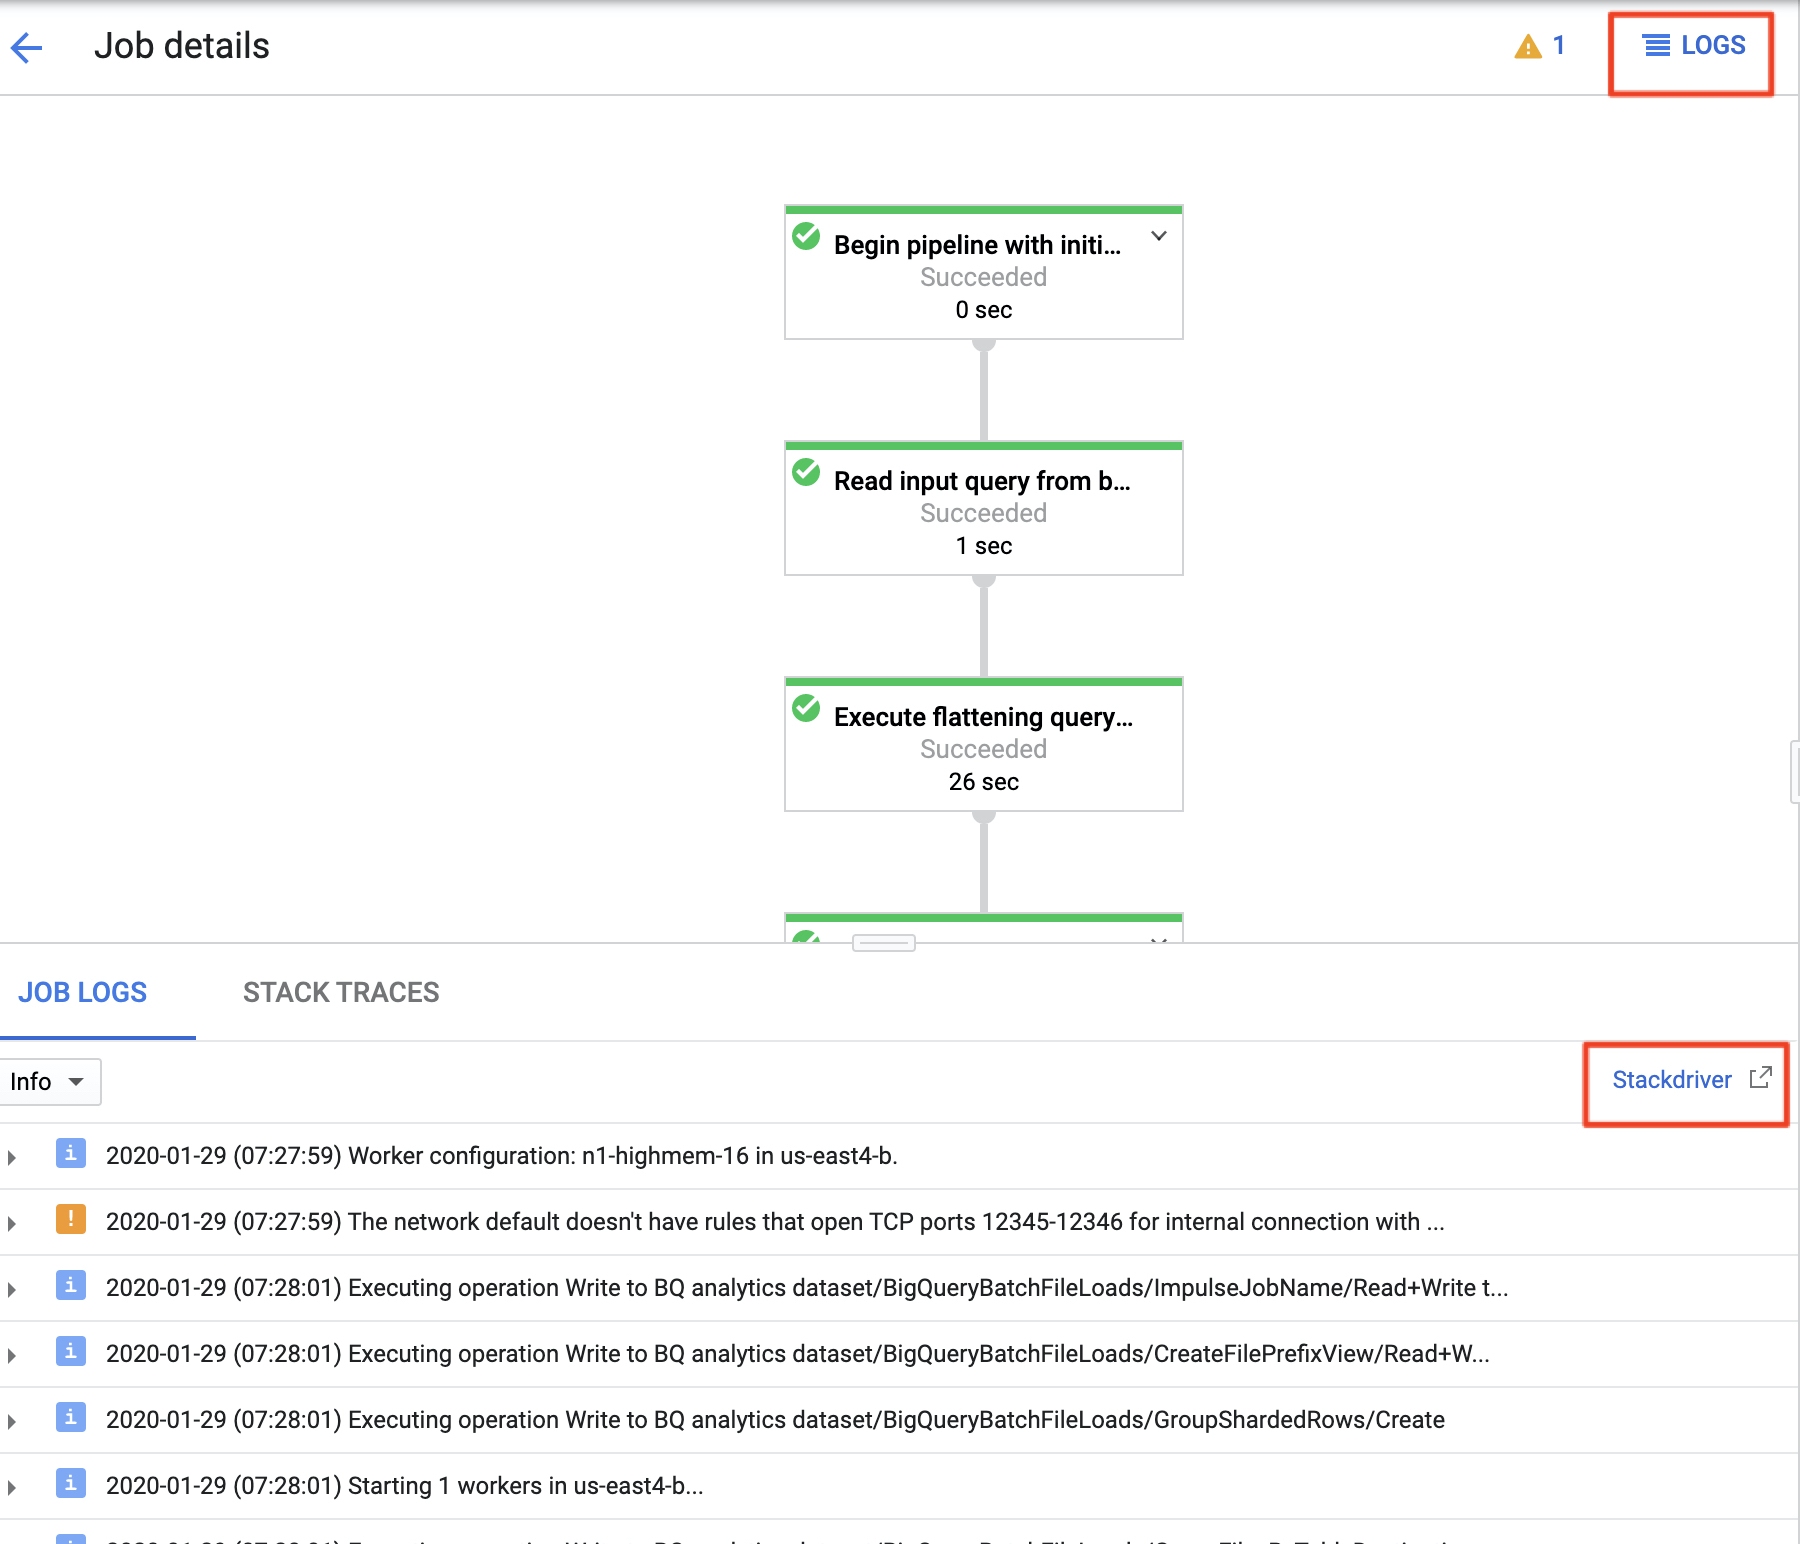 Job details
1
LOGS
Begin pipeline with initi...
Succeeded
0 sec
Read input query from b...
Succeeded
1 sec
Execute flattening query...
Succeeded
26 sec
JOB LOGS
STACK TRACES
Info
Stackdriver
2020-01-29 (07:27:59) Worker configuration: n1-highmem-16 in us-east4-b.
2020-01-29 (07:27:59) The network default doesn't have rules that open TCP ports 12345-12346 for internal connection with ...
2020-01-29 (07:28:01) Executing operation Write to BQ analytics dataset/BigQueryBatchFileLoads/ImpulseJobName/Read+Write t...
2020-01-29 (07:28:01) Executing operation Write to BQ analytics dataset/BigQueryBatchFileLoads/CreateFilePrefixView/Read+W...
2020-01-29 (07:28:01) Executing operation Write to BQ analytics dataset/BigQueryBatchFileLoads/GroupShardedRows/Create
2020-01-29 (07:28:01) Starting 1 workers in us-east4-b...